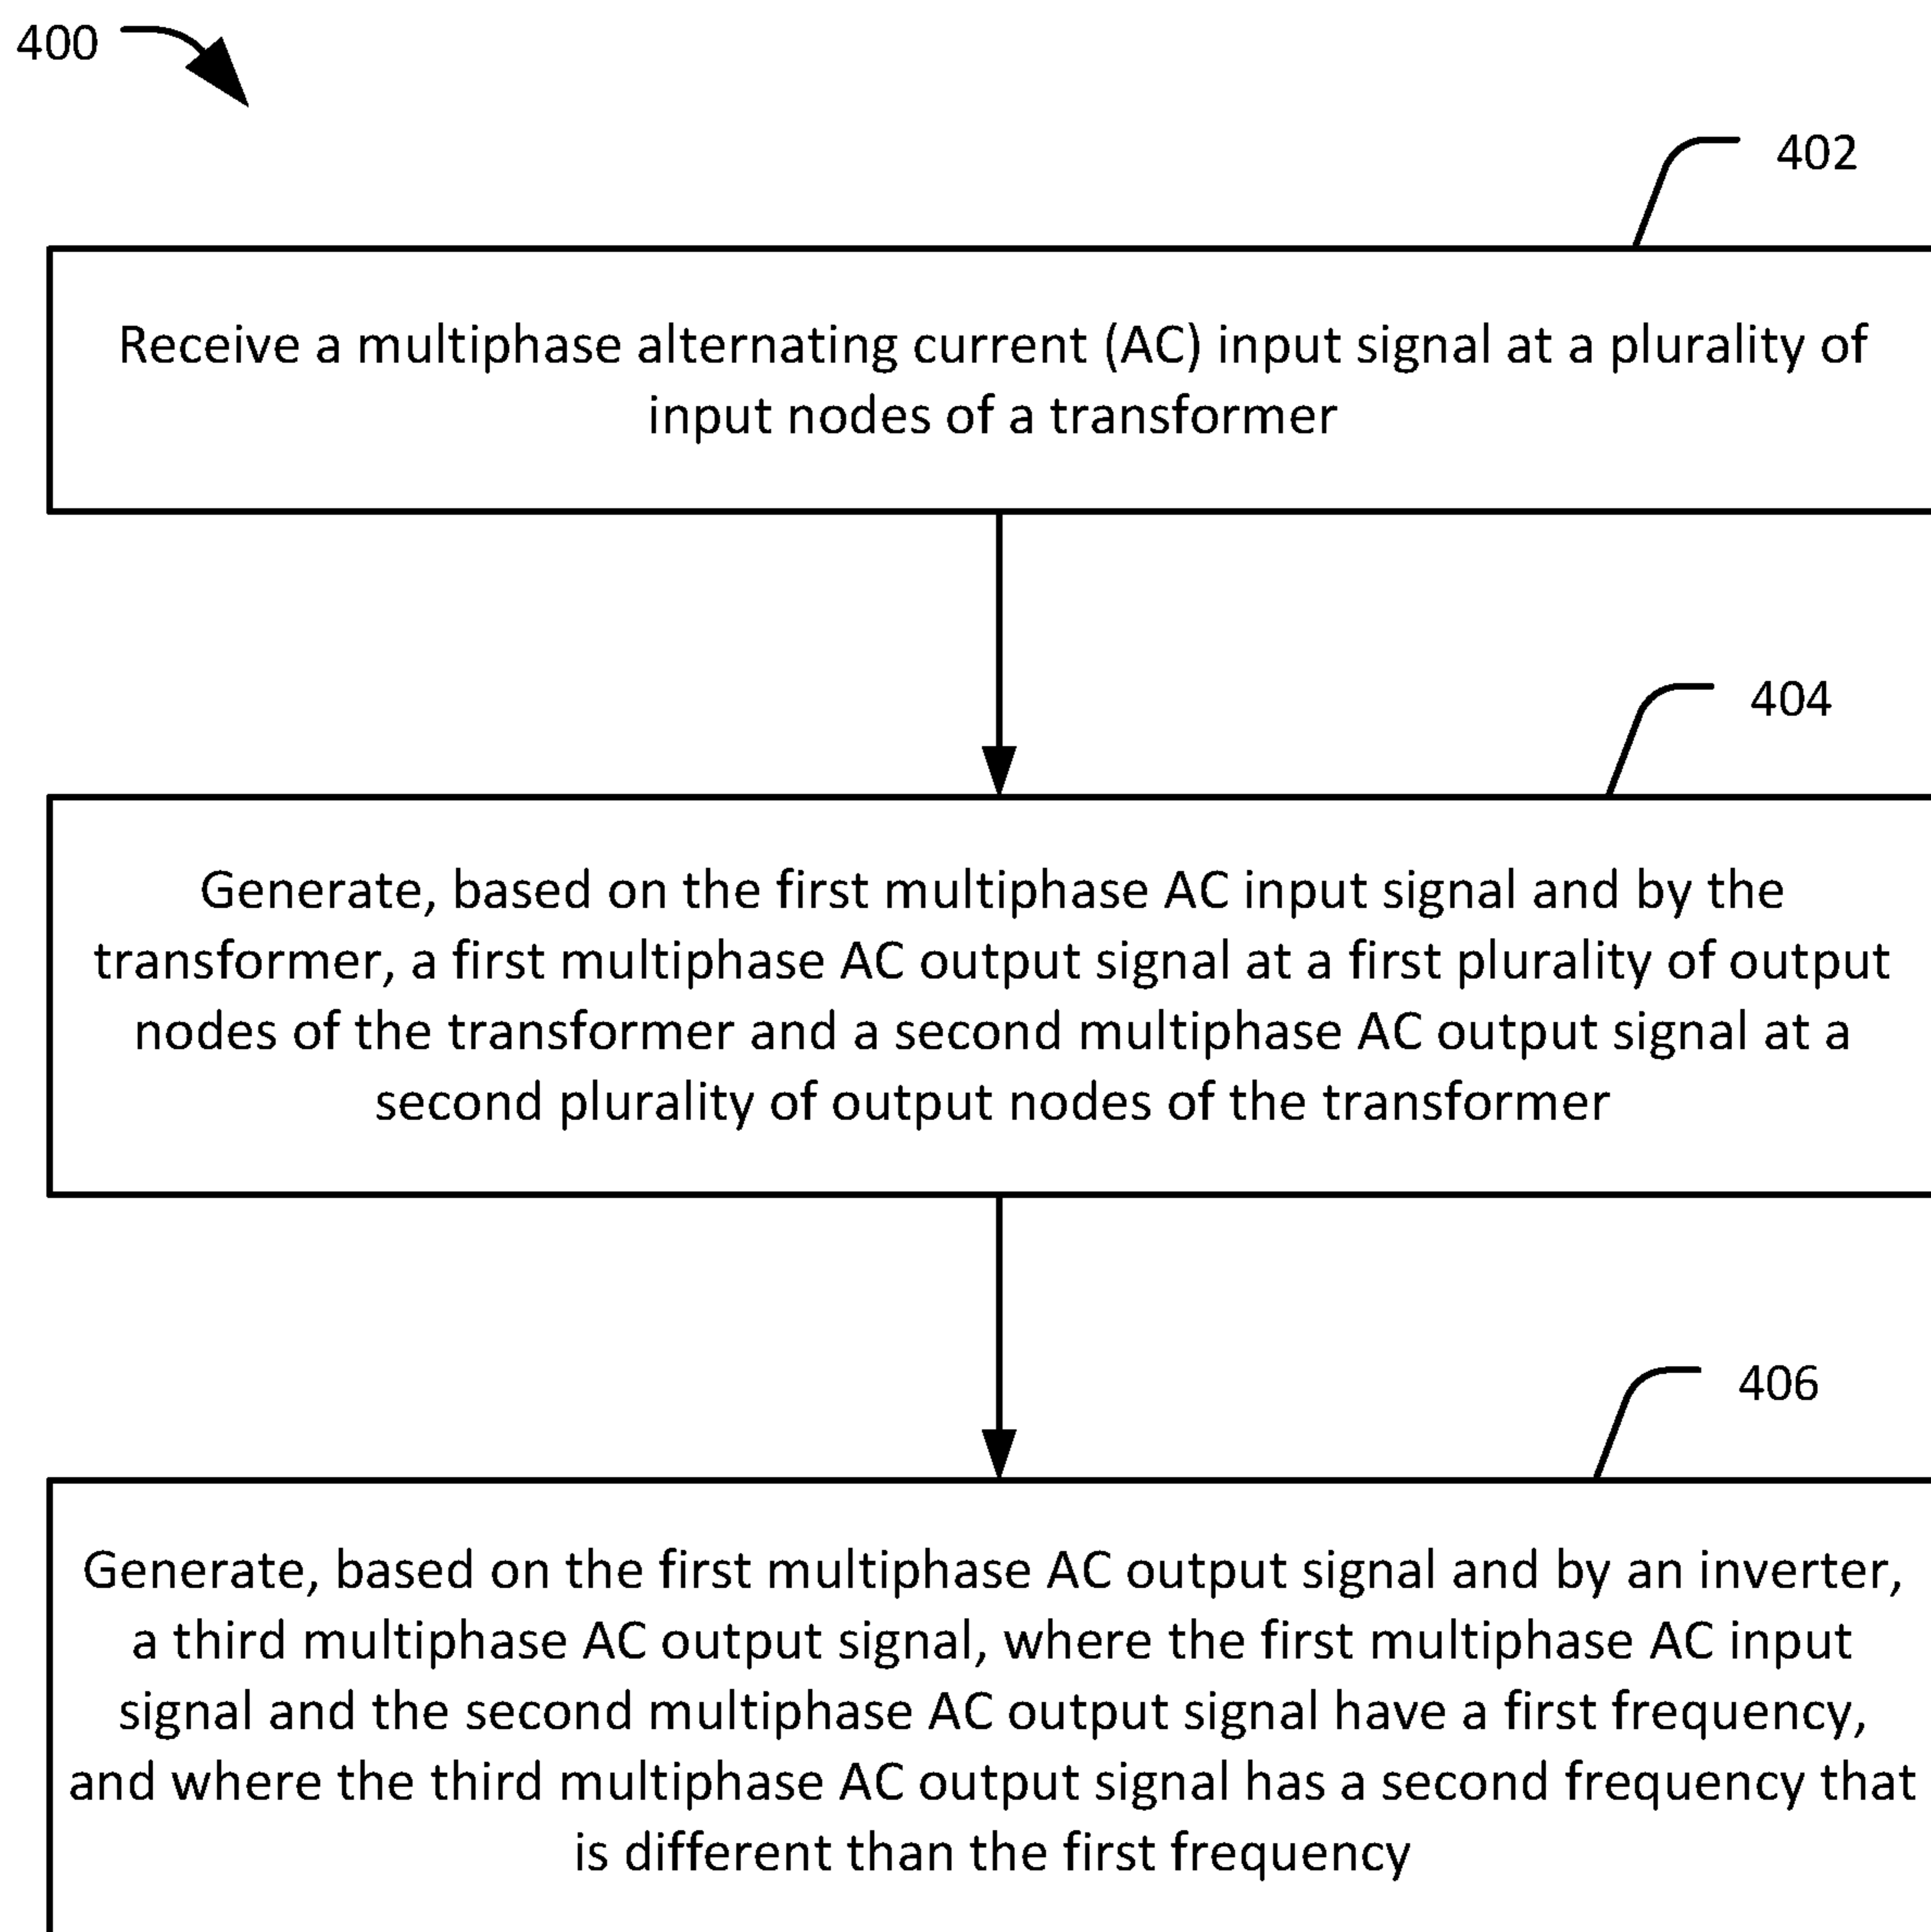 400
402
Receive a multiphase alternating current (AC) input signal at a plurality of
input nodes of a transformer
404
Generate, based on the first multiphase AC input signal and by the
transformer, a first multiphase AC output signal at a first plurality of output
nodes of the transformer and a second multiphase AC output signal at a
second plurality of output nodes of the transformer
406
Generate, based on the first multiphase AC output signal and by an inverter,
a third multiphase AC output signal, where the first multiphase AC input
signal and the second multiphase AC output signal have a first frequency,
and where the third multiphase AC output signal has a second frequency that
is different than the first frequency